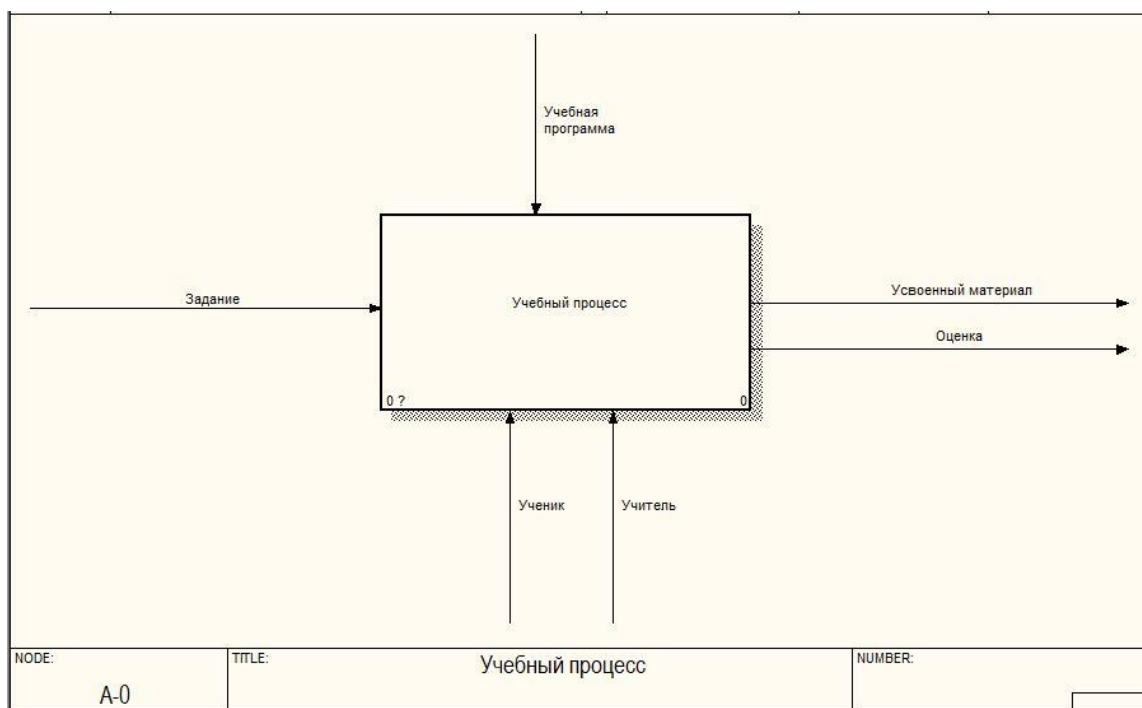 Учебная
программа
Задание
Учебный процесс
Усвоенный материал
Оценка
0 ?
0
Ученик
Учитель
NODE:
A-0
TITLE:
Учебный процесс
NUMBER: